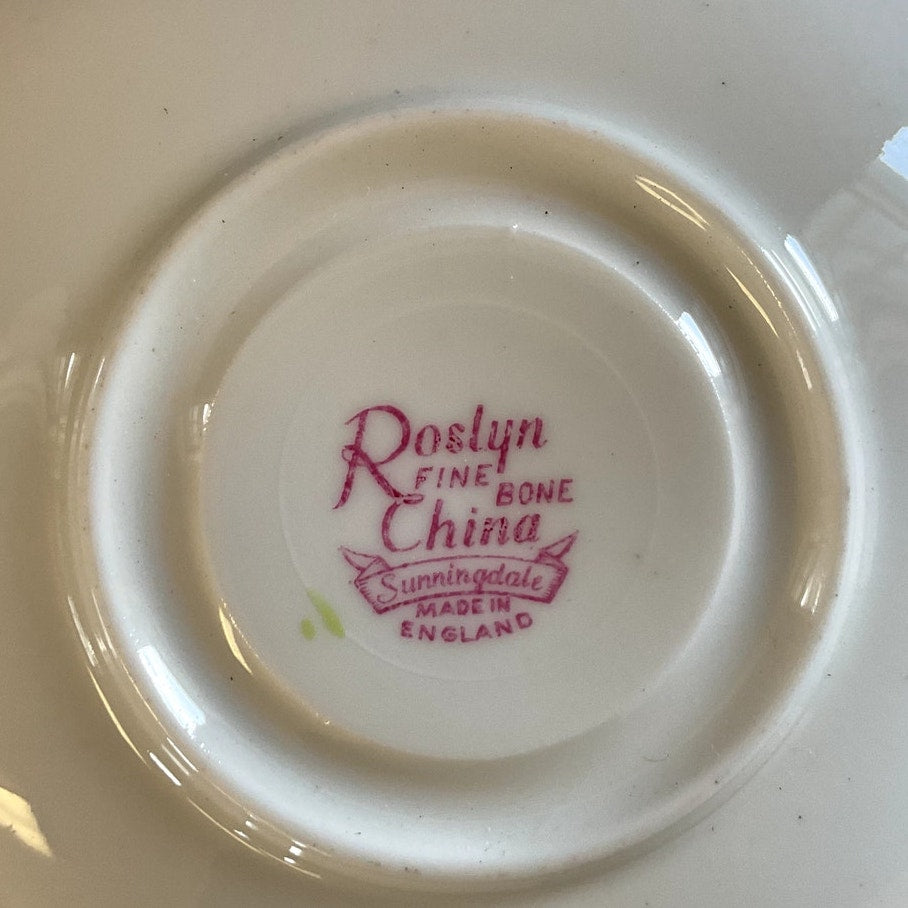 Roslyn
FINE BONE
China
Sunningdale
MADE IN
ENGLAND